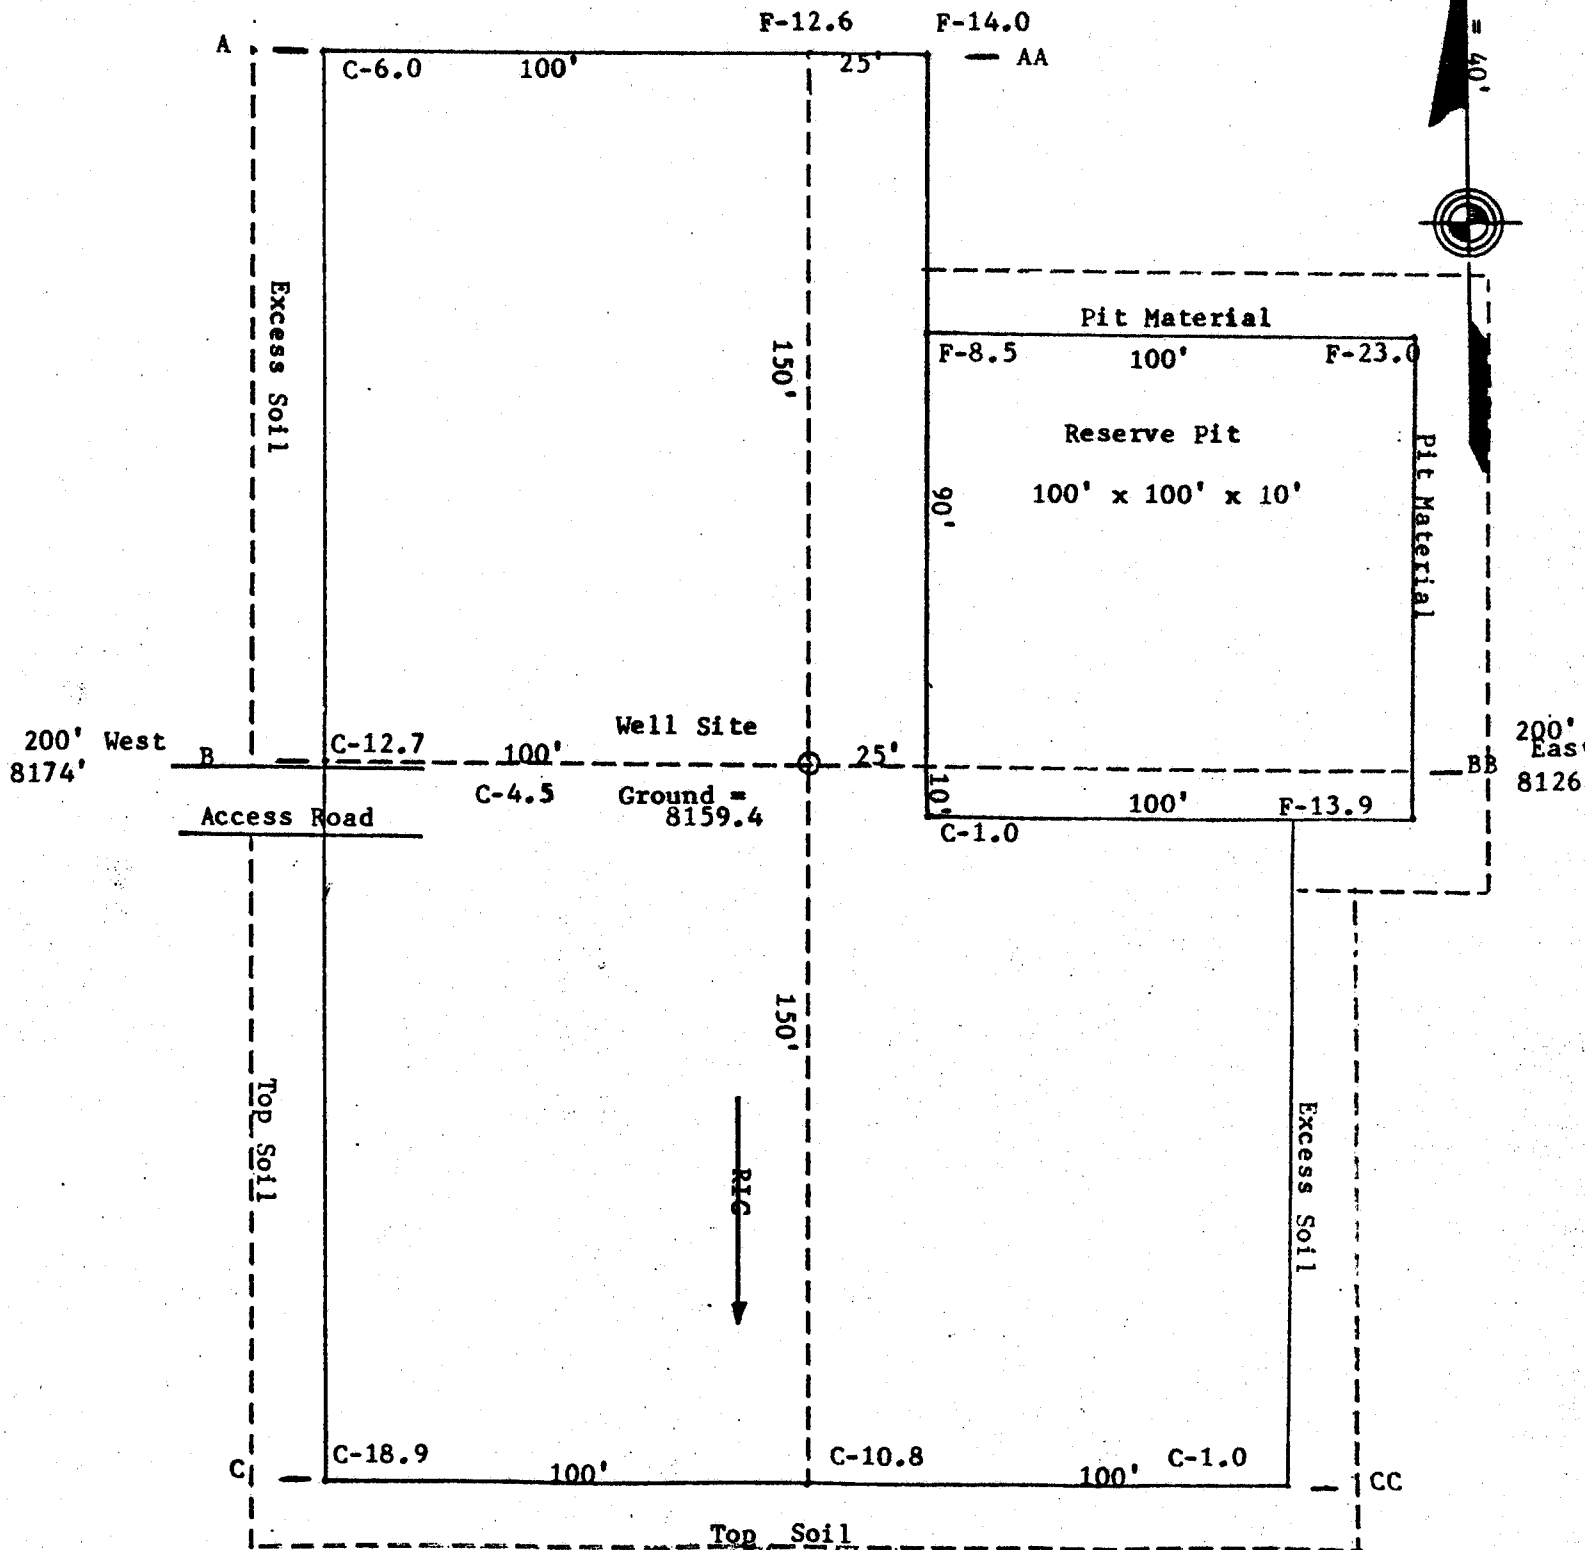 F-12.6
F-14.0
= 40'
A
C-6.0
100'
25'
AA
Excess Soil
150'
Pit Material
F-8.5
100'
F-23.0
Reserve Pit
100' x 100' x 10'
90'
Pit Material
200' West
8174'
B
C-12.7
100'
Well Site
25'
BB
200'
East
8126
C-4.5
Ground =
8159.4
10'
100'
F-13.9
Access Road
C-1.0
150'
Top Soil
RIG
Excess Soil
C
C-18.9
100'
C-10.8
100'
C-1.0
CC
Top Soil